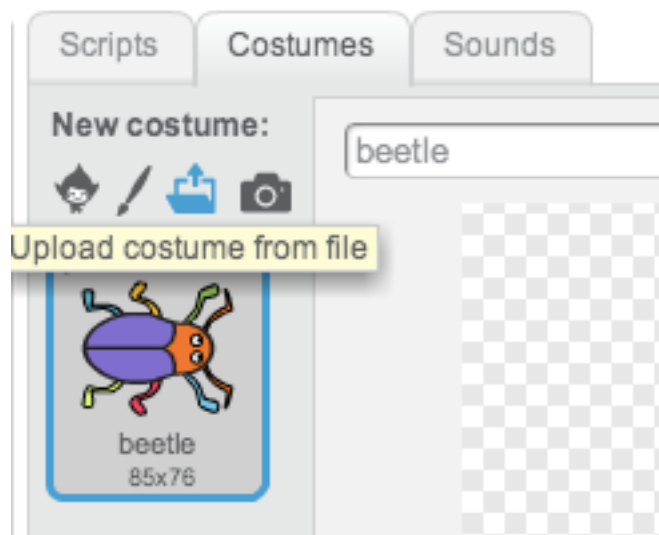 Scripts Costumes Sounds
New costume:
beetle
Upload costume from file
beetle
85x76